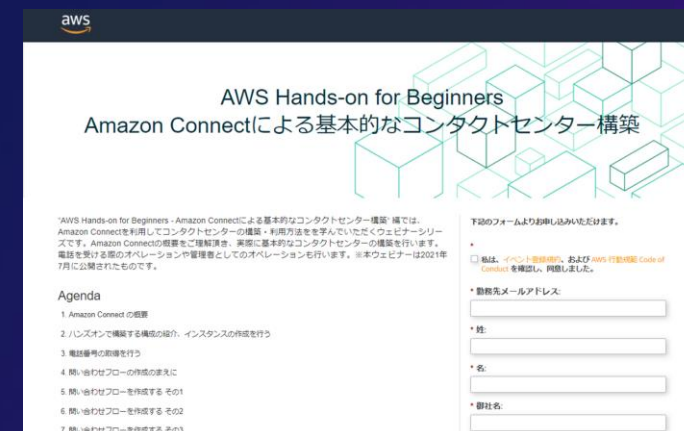 aws
AWS Hands-on for Beginners
Amazon Connectによる基本的なコンタクトセンター構築
"AWS Hands-on for Beginners - Amazon Connectによる基本的なコンタクトセンター構築" 編では、
Amazon Connectを利用してコンタクトセンターの構築・利用方法をを学んでいただくウェビナーシリー
ズです。Amazon Connectの概要をご理解頂き、実際に基本的なコンタクトセンターの構築を行います。
電話を受ける際のオペレーションや管理者としてのオペレーションも行います。※本ウェビナーは2021年
7月に公開されたものです。
Agenda
1. Amazon Connect の概要
2. ハンズオンで構築する構成の紹介、インスタンスの作成を行う
3. 電話番号の取得を行う
4. 問い合わせフローの作成のまえに
5. 問い合わせフローを作成する その1
6. 問い合わせフローを作成する その2
7. 問い合わせフローを作成する その3
下記のフォームよりお申し込みいただけます。
*
私は、イベント登録規約、および AWS 行動規範 Code of
Conduct を確認し、同意しました。
* 勤務先メールアドレス:
* 姓:
* 名:
* 御社名: